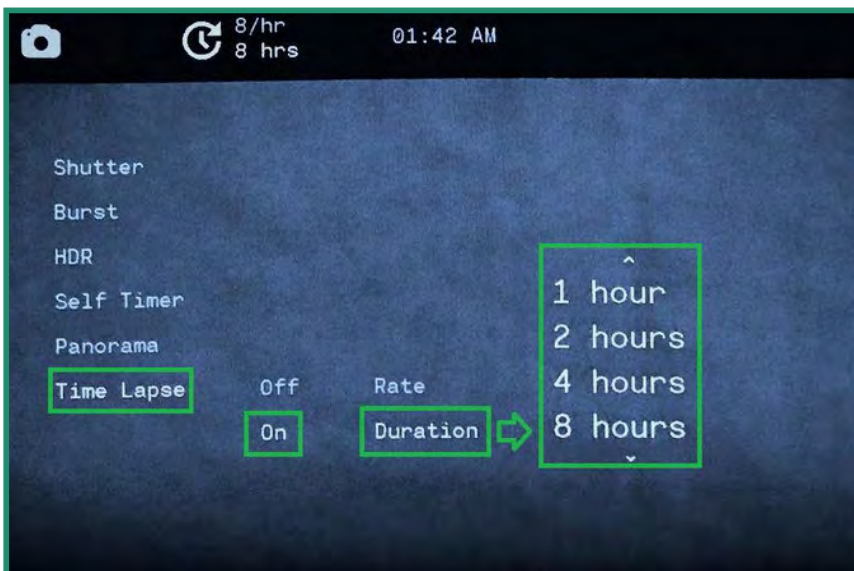 8/hr
8 hrs
01:42 AM
Shutter
Burst
HDR
Self Timer
Panorama
Time Lapse
Off
On
Rate
Duration
1 hour
2 hours
4 hours
8 hours